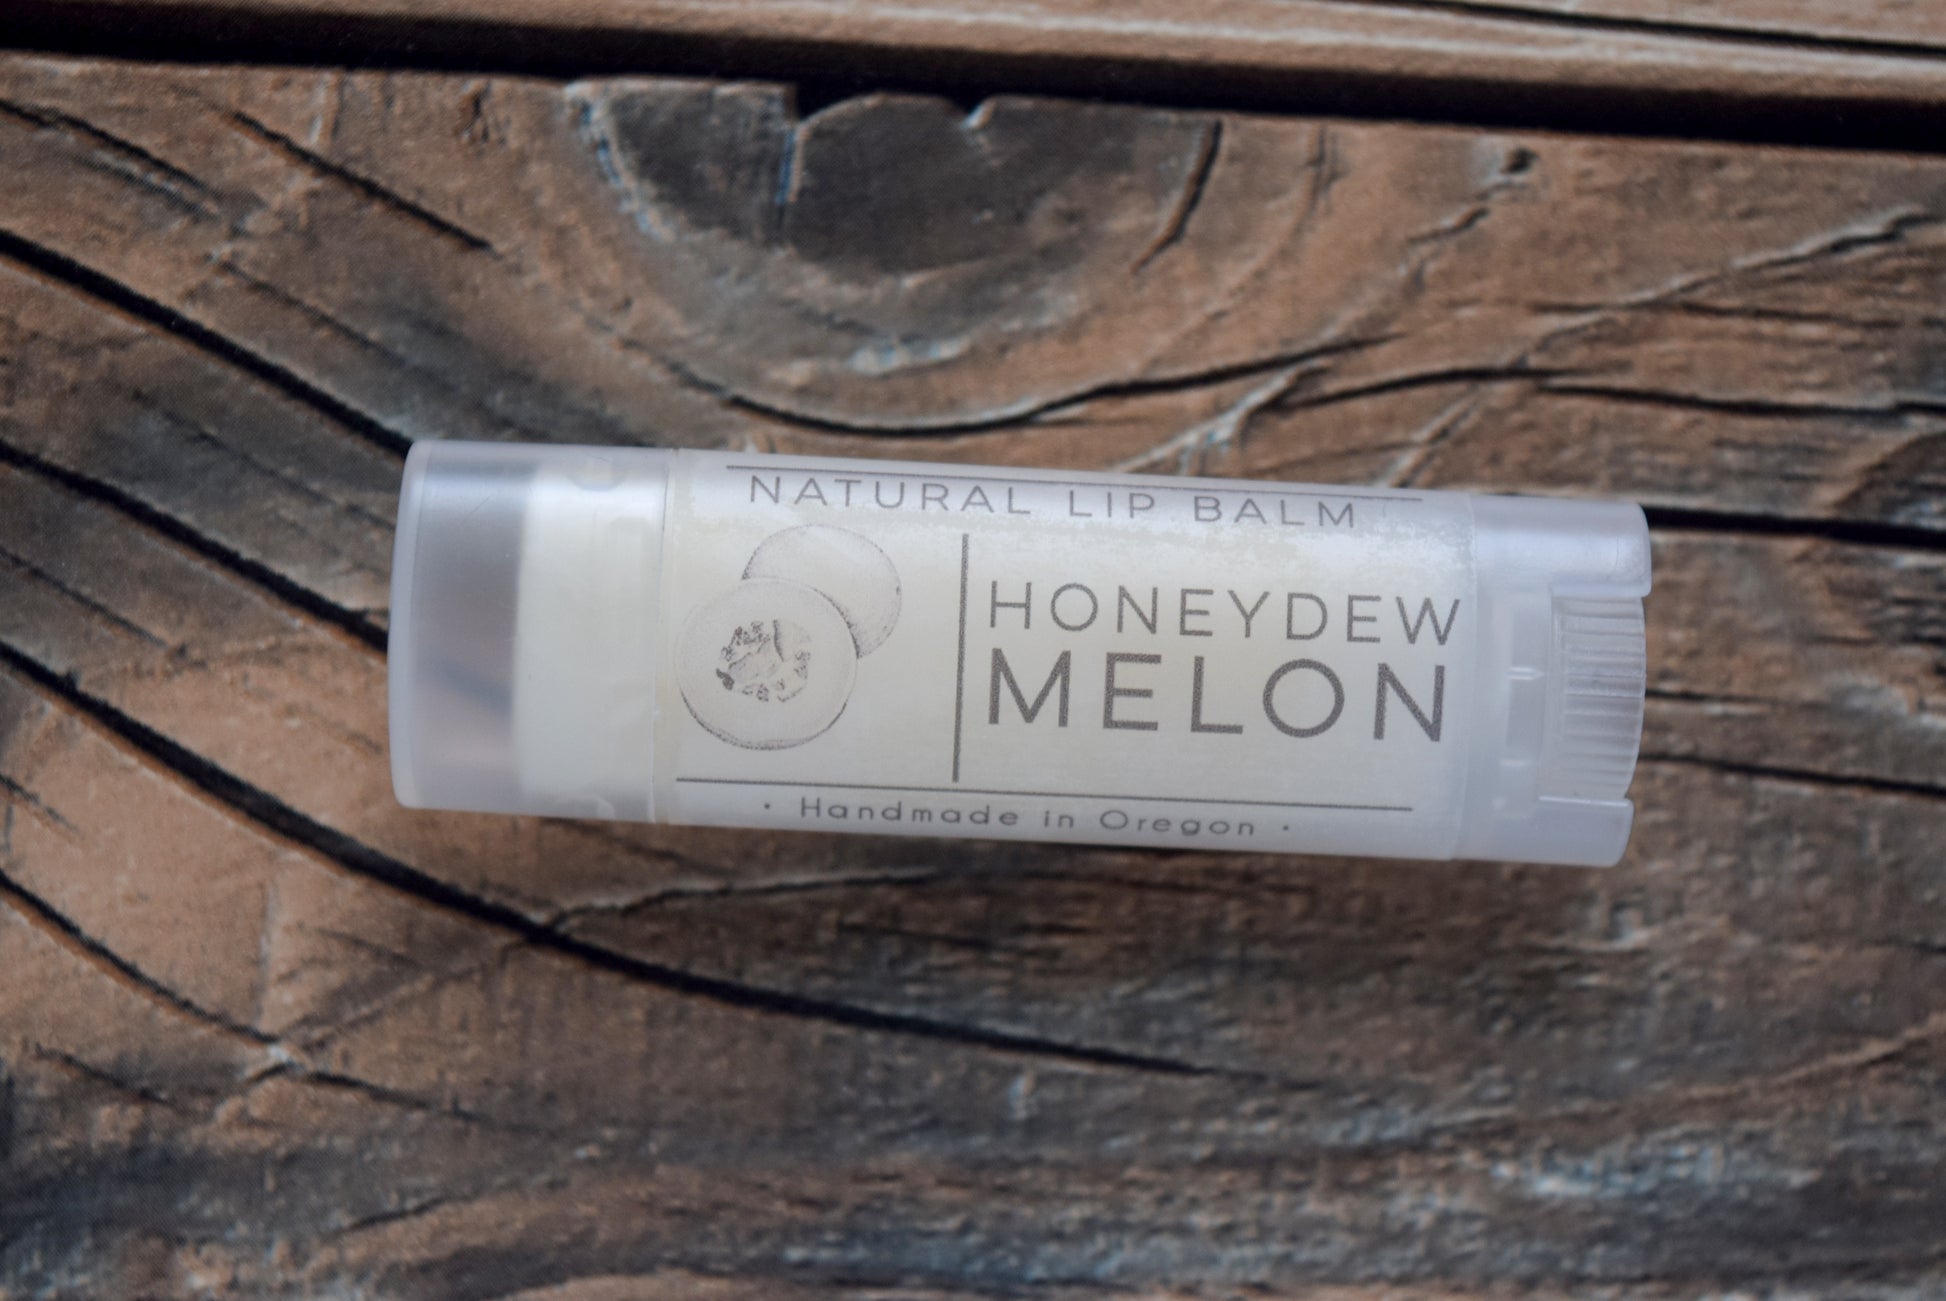 NATURAL LIP BALM
HONEYDEW
MELON
• Handmade in Oregon •